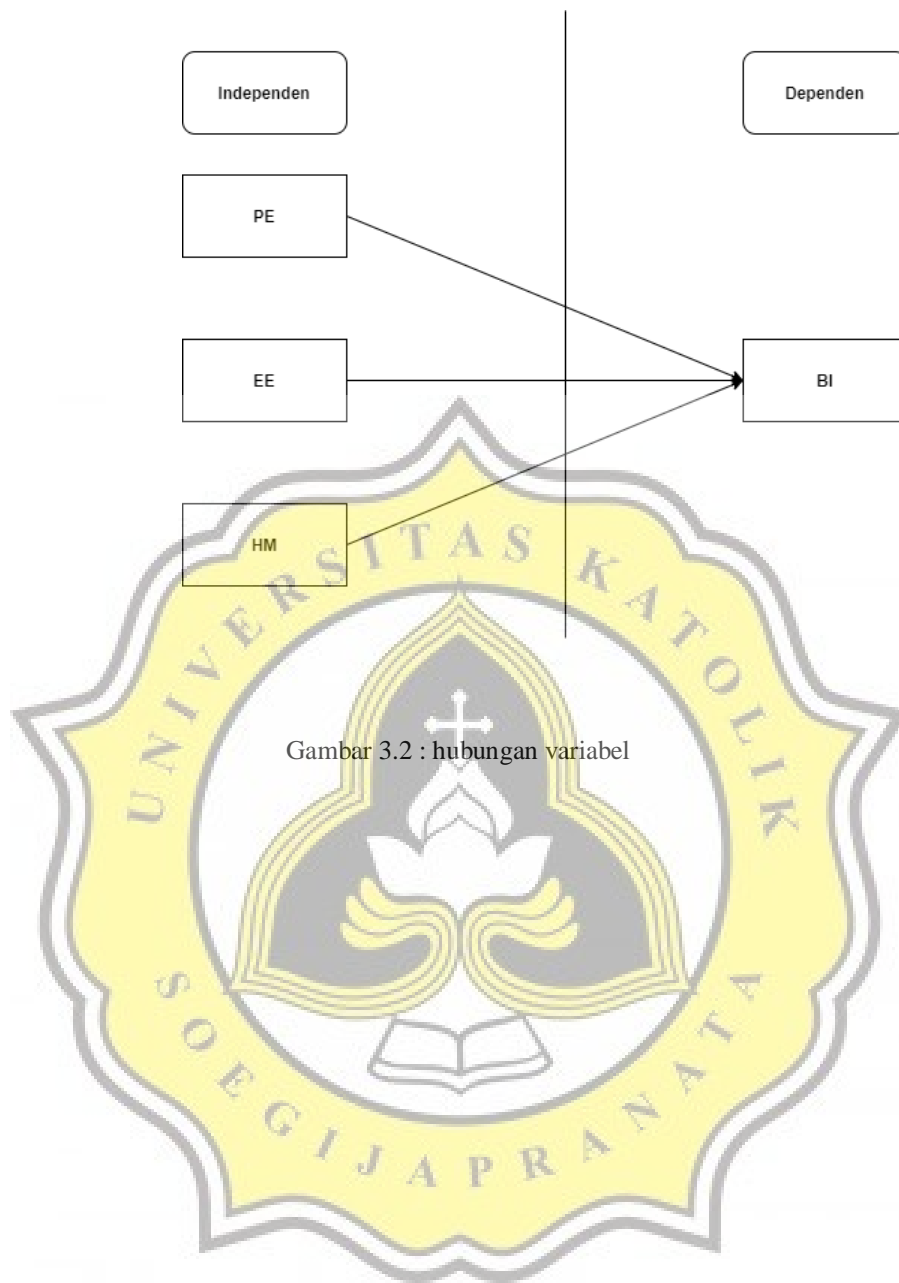 Independen
Dependen
PE
EE
BI
HM
UNIVERSITAS KATOLIK
Gambar 3.2 : hubungan variabel
SOEGIJAPRANATA